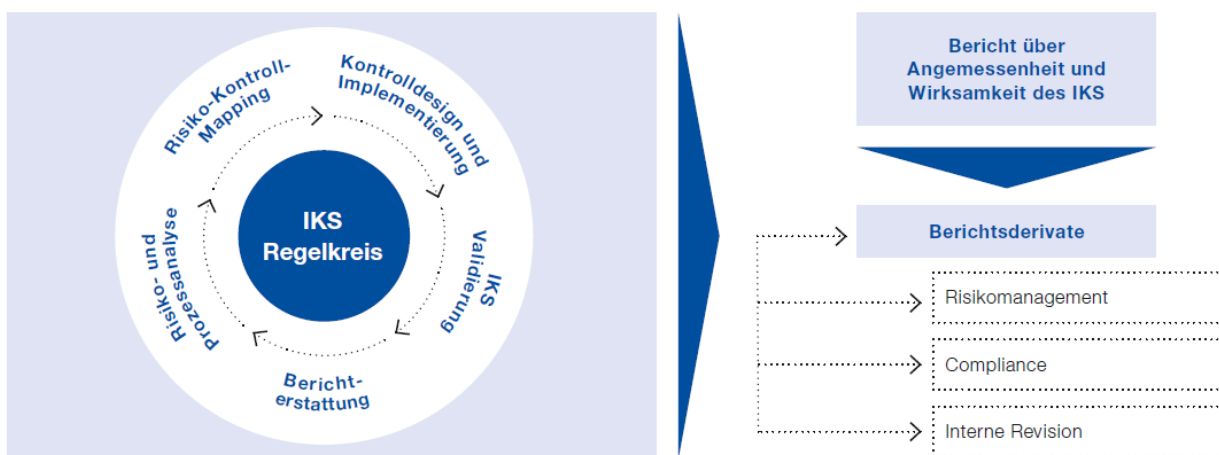 Risiko-Kontroll-
Mapping
Kontrolldesign und
Implementierung
IKS
Validierung
Bericht-
erstattung
Risiko- und
Prozessanalyse
IKS
Regelkreis
Bericht über
Angemessenheit und
Wirksamkeit des IKS
Berichtsderivate
Risikomanagement
Compliance
Interne Revision